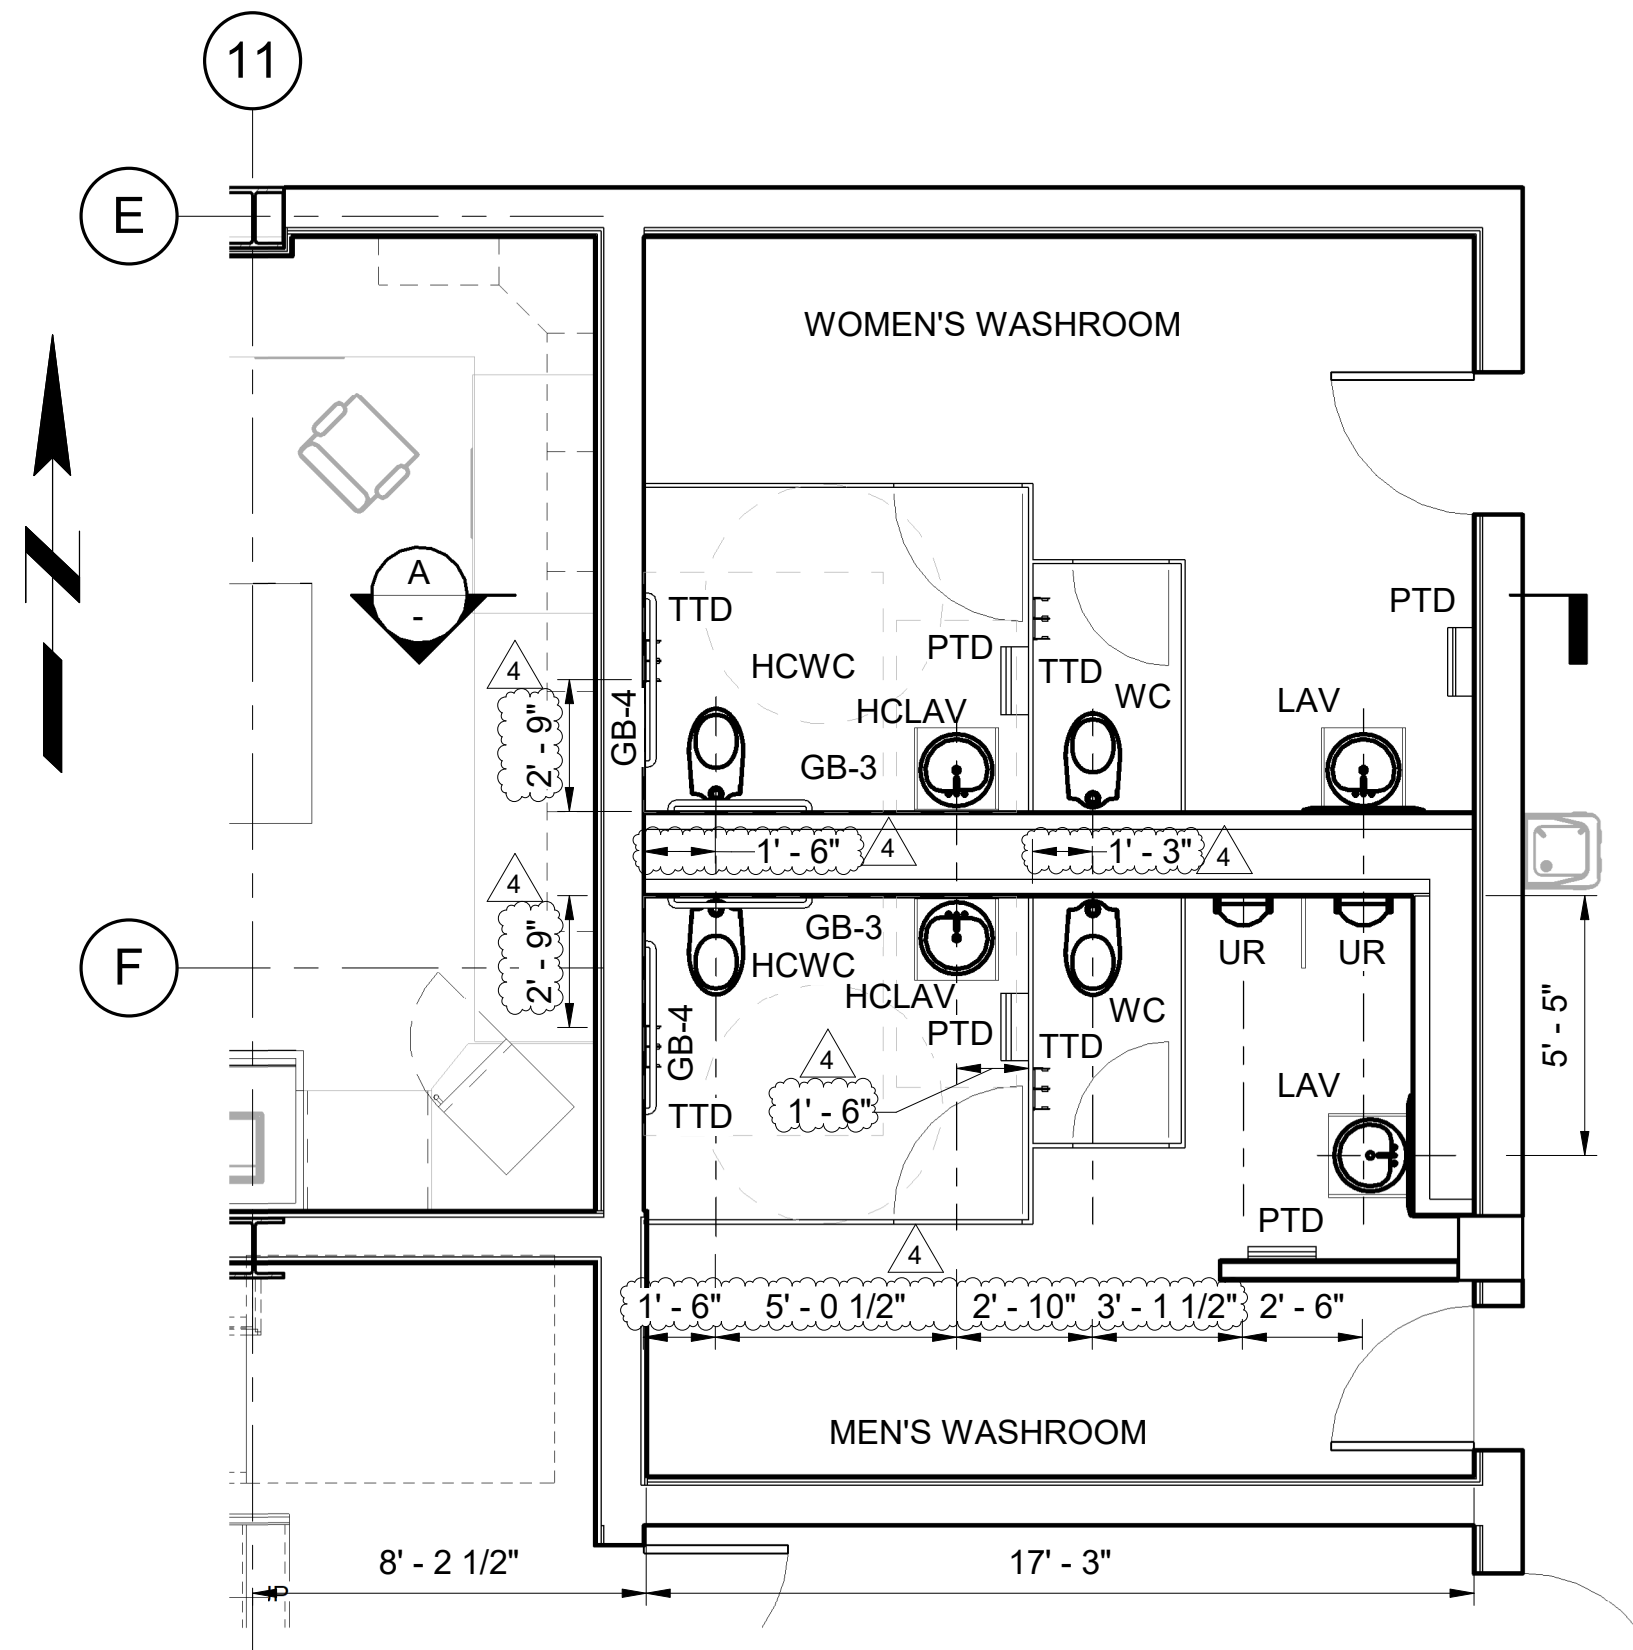 11
E
WOMEN'S WASHROOM
N
A
-
TTD
PTD
PTD
HCWC
TTD
4
WC
HCLAV
LAV
2' - 9"
GB-4
GB-3
1' - 6"
4
1' - 3"
4
4
GB-3
UR
UR
F
HCWC
2' - 9"
HCLAV
WC
5' - 5"
GB-4
PTD
TTD
4
LAV
TTD
1' - 6"
PTD
4
1' - 6"
5' - 0 1/2"
2' - 10"
3' - 1 1/2"
2' - 6"
MEN'S WASHROOM
8' - 2 1/2"
17' - 3"